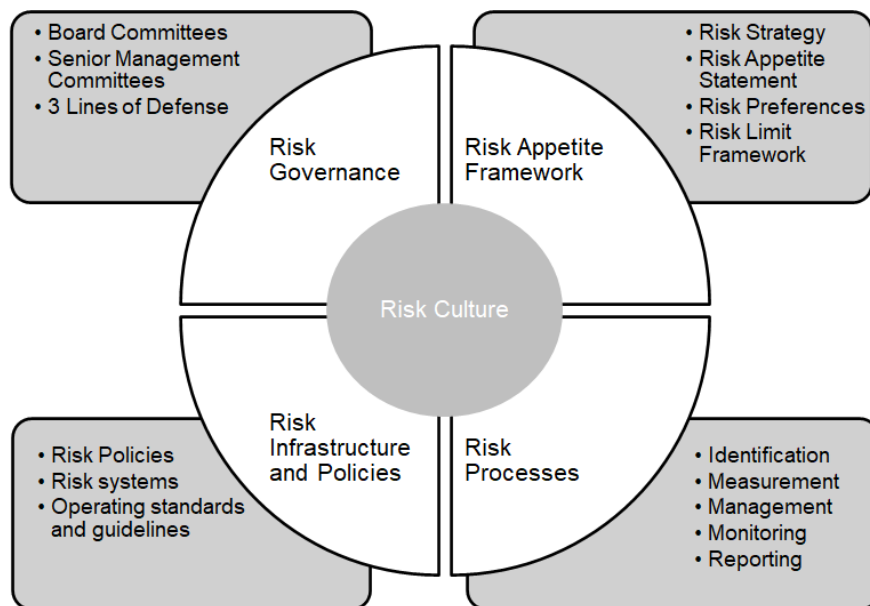 • Board Committees
• Senior Management
Committees
• 3 Lines of Defense
• Risk Strategy
• Risk Appetite
Statement
• Risk Preferences
• Risk Limit
Framework
Risk
Governance
Risk Appetite
Framework
Risk Culture
Risk
Infrastructure
and Policies
Risk
Processes
• Risk Policies
• Risk systems
• Operating standards
and guidelines
• Identification
• Measurement
• Management
• Monitoring
• Reporting